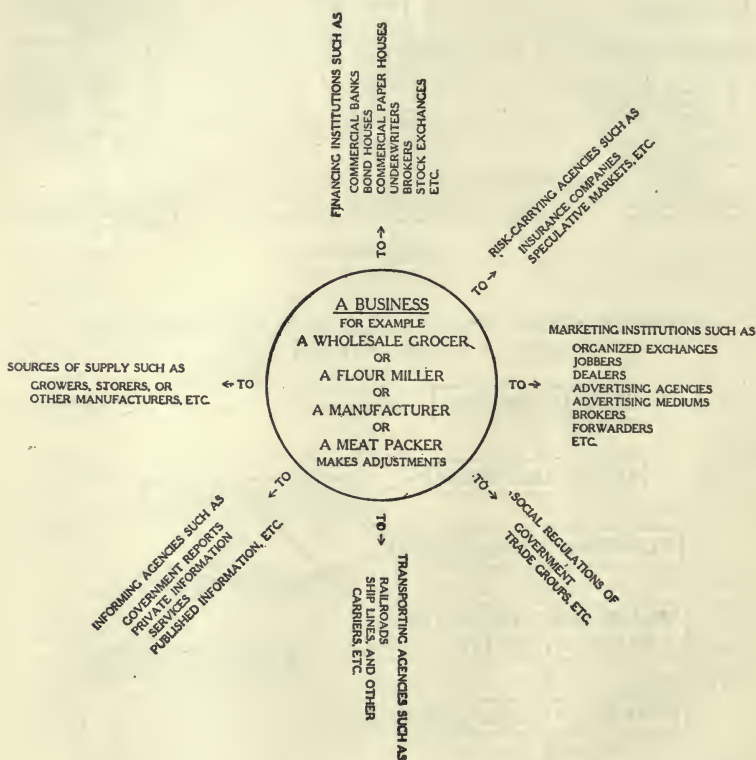 FINANCING INSTITUTIONS SUCH AS
COMMERCIAL BANKS
BOND HOUSES
COMMERCIAL PAPER HOUSES
UNDERWRITERS
BROKERS
STOCK EXCHANGES
ETC.
TO →
RISK-CARRYING AGENCIES SUCH AS
INSURANCE COMPANIES
SPECULATIVE MARKETS, ETC.
TO →
A BUSINESS
FOR EXAMPLE
A WHOLESALE GROCER
OR
A FLOUR MILLER
OR
A MANUFACTURER
OR
A MEAT PACKER
MAKES ADJUSTMENTS
TO →
MARKETING INSTITUTIONS SUCH AS
ORGANIZED EXCHANGES
JOBBERS
DEALERS
ADVERTISING AGENCIES
ADVERTISING MEDIUMS
BROKERS
FORWARDERS
ETC.
TO →
SOCIAL REGULATIONS OF
GOVERNMENT
TRADE GROUPS, ETC.
TO →
TRANSPORTING AGENCIES SUCH AS
RAILROADS
SHIP LINES, AND OTHER
CARRIERS, ETC.
← TO
INFORMING AGENCIES SUCH AS
GOVERNMENT REPORTS
PRIVATE INFORMATION
SERVICES
PUBLISHED INFORMATION, ETC.
← TO
SOURCES OF SUPPLY SUCH AS
GROWERS, STORERS, OR
OTHER MANUFACTURERS, ETC.